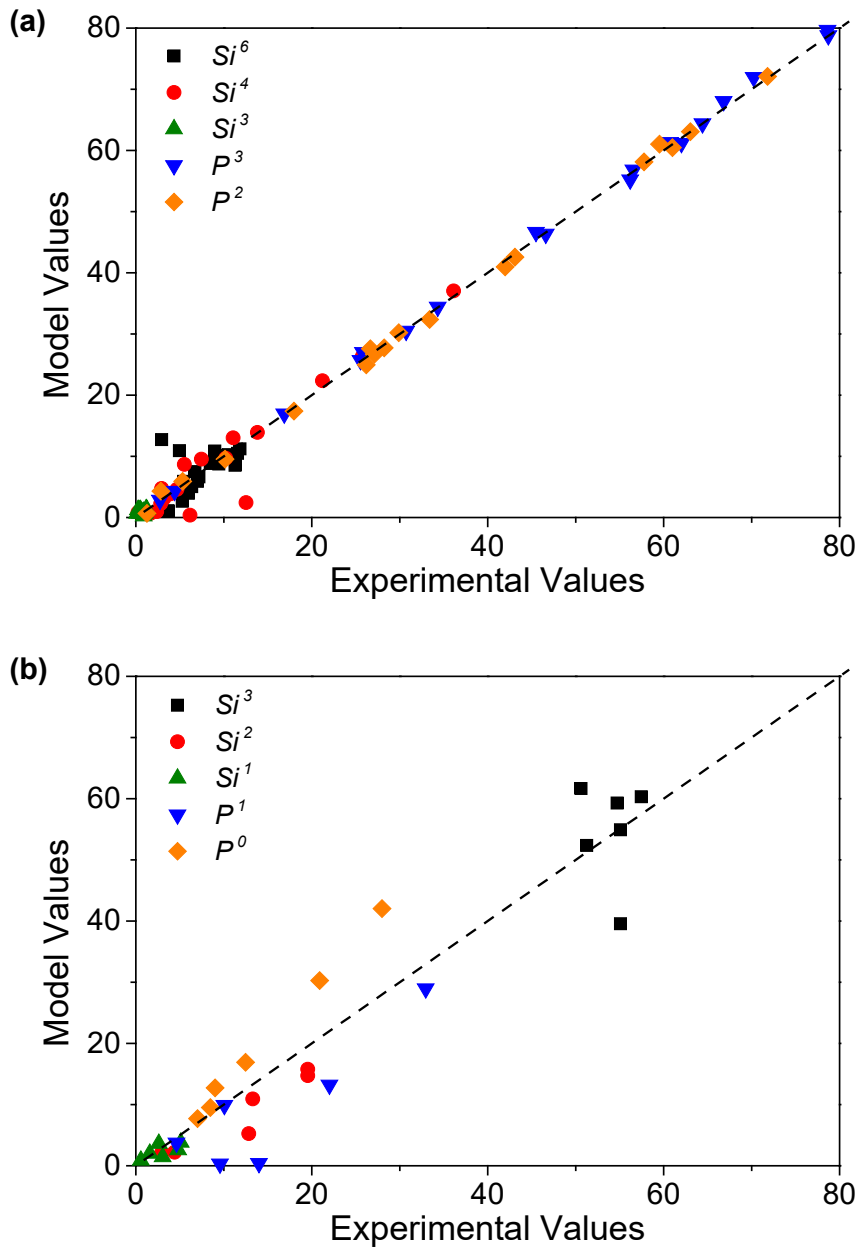 (a)
80
60
40
20
0
Model Values
Si⁶
Si⁴
Si³
P³
P²
0 20 40 60 80
Experimental Values
(b)
80
60
40
20
0
Model Values
Si³
Si²
Si¹
P¹
P⁰
0 20 40 60 80
Experimental Values